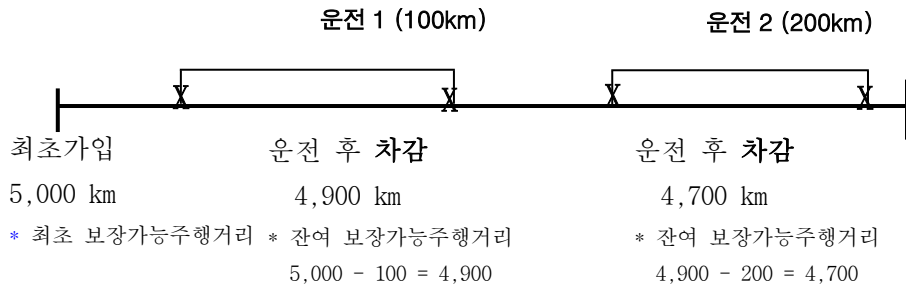 운전 1 (100km)
운전 2 (200km)
X X X X
최초가입
운전 후 차감
운전 후 차감
5,000 km
4,900 km
4,700 km
* 최초 보장가능주행거리
* 잔여 보장가능주행거리
* 잔여 보장가능주행거리
5,000 - 100 = 4,900
4,900 - 200 = 4,700